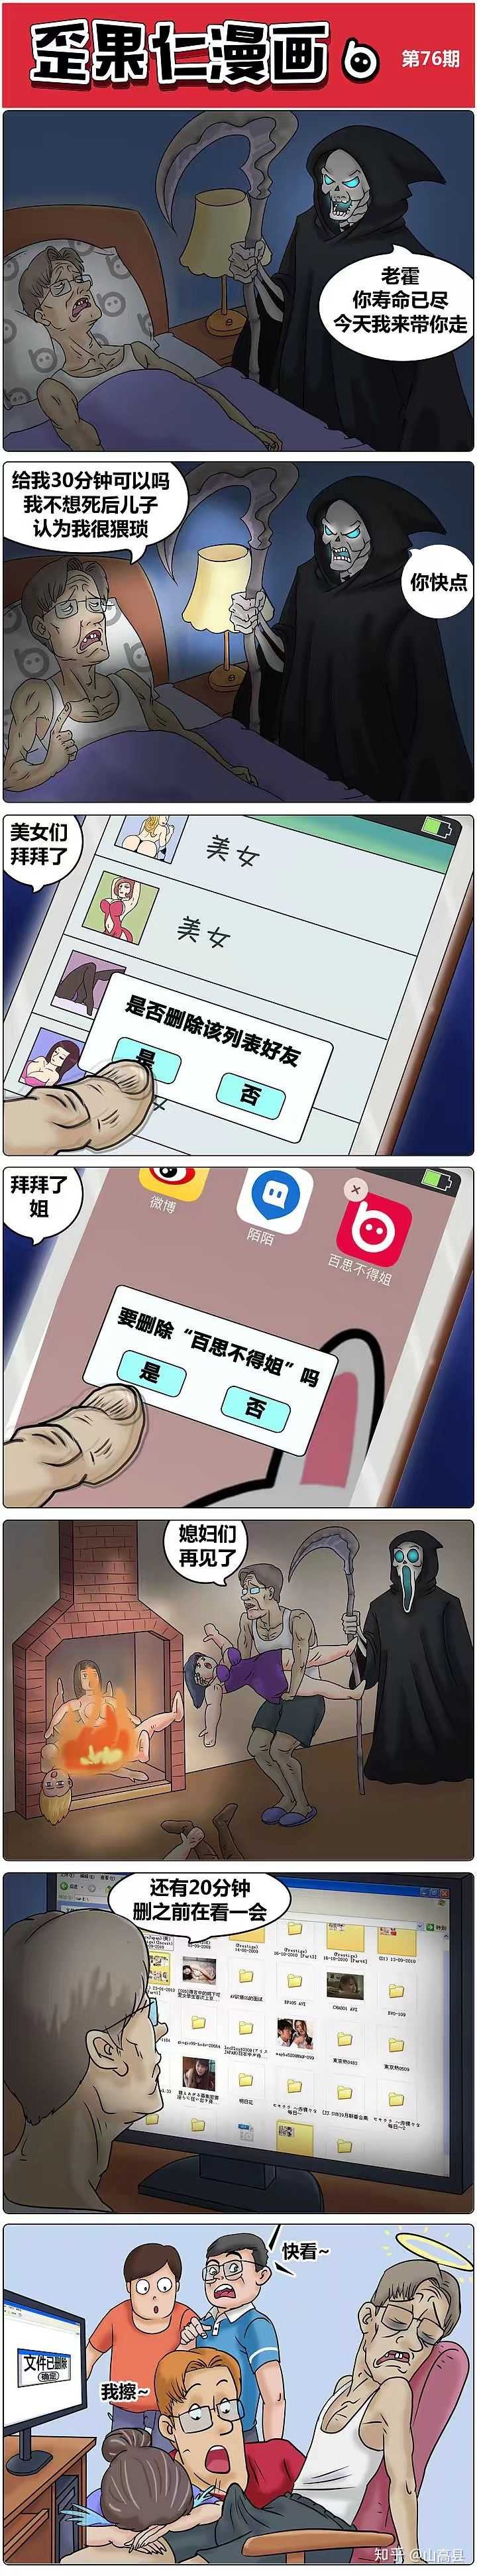 歪果仁漫画
第76期
老霍
你寿命已尽
今天我来带你走
给我30分钟可以吗
我不想死后儿子
认为我很猥琐
你快点
美女们
拜拜了
美女
美女
是否删除该列表好友
是
否
拜拜了
姐
微博
陌陌
百思不得姐
要删除“百思不得姐”吗
是
否
媳妇们
再见了
还有20分钟
删之前在看一会
明日花
快看~
文件已删除
确定
我擦~
知乎 @山高县